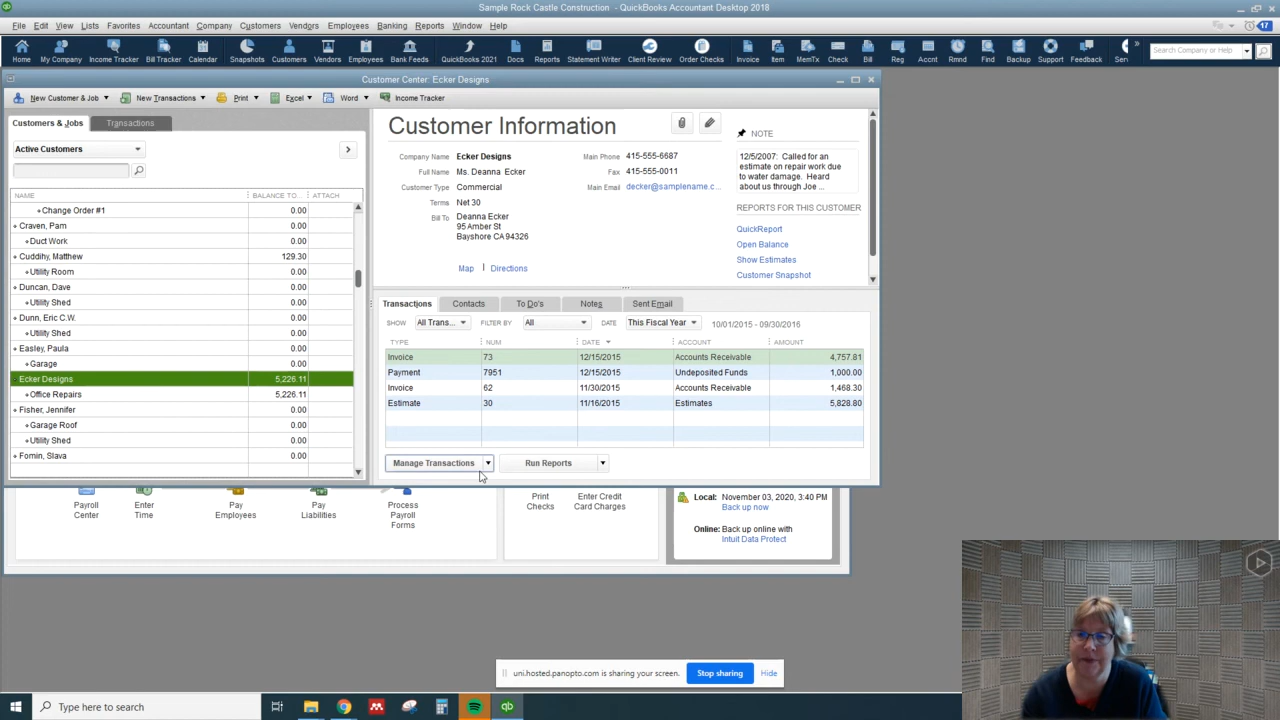 Sample Rock Castle Construction - QuickBooks Accountant Desktop 2018
File Edit View Lists Favorites Accountant Company Customers Vendors Employees Banking Reports Window Help
17
Home My Company Income Tracker Bill Tracker Calendar Snapshots Customers Vendors Employees Bank Feeds QuickBooks 2021 Docs Reports Statement Writer Client Review Order Checks Invoice Item MemTx Check Bill Reg Accnt Rmnd Find Backup Support Feedback Serv
Search Company or Help
Customer Center: Ecker Designs
New Customer & Job New Transactions Print Excel Word Income Tracker
Customers & Jobs Transactions
Active Customers
NAME BALANCE TO... ATTACH
Change Order #1 0.00
Craven, Pam 0.00
Duct Work 0.00
Cuddihy, Matthew 129.30
Utility Room 0.00
Duncan, Dave 0.00
Utility Shed 0.00
Dunn, Eric C.W. 0.00
Utility Shed 0.00
Easley, Paula 0.00
Garage 0.00
Ecker Designs 5,226.11
Office Repairs 5,226.11
Fisher, Jennifer 0.00
Garage Roof 0.00
Utility Shed 0.00
Fomin, Slava 0.00
Customer Information
Company Name Ecker Designs
Full Name Ms. Deanna Ecker
Customer Type Commercial
Terms Net 30
Bill To Deanna Ecker
95 Amber St
Bayshore CA 94326
Map | Directions
Main Phone 415-555-6687
Fax 415-555-0011
Main Email decker@samplename.c...
NOTE
12/5/2007: Called for an
estimate on repair work due
to water damage. Heard
about us through Joe ...
REPORTS FOR THIS CUSTOMER
QuickReport
Open Balance
Show Estimates
Customer Snapshot
Transactions Contacts To Do's Notes Sent Email
SHOW All Trans... FILTER BY All DATE This Fiscal Year 10/01/2015 - 09/30/2016
TYPE NUM DATE ACCOUNT AMOUNT
Invoice 73 12/15/2015 Accounts Receivable 4,757.81
Payment 7951 12/15/2015 Undeposited Funds 1,000.00
Invoice 62 11/30/2015 Accounts Receivable 1,468.30
Estimate 30 11/16/2015 Estimates 5,828.80
Manage Transactions Run Reports
Payroll
Center
Enter
Time
Pay
Employees
Pay
Liabilities
Process
Payroll
Forms
Print
Checks
Enter Credit
Card Charges
Local: November 03, 2020, 3:40 PM
Back up now
Online: Back up online with
Intuit Data Protect
uni.hosted.panopto.com is sharing your screen. Stop sharing Hide
Type here to search